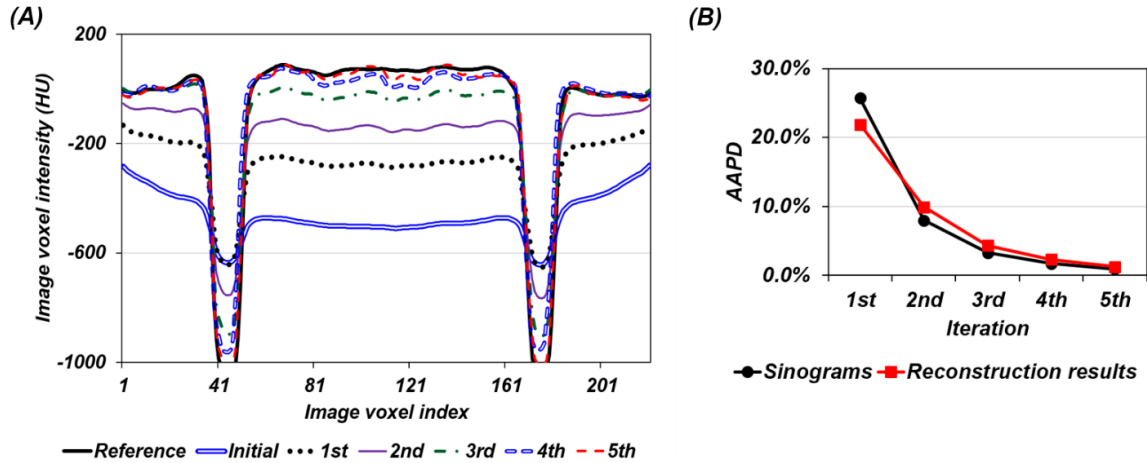 (A)
200
-200
-600
-1000
Image voxel intensity (HU)
1 41 81 121 161 201
Image voxel index
Reference Initial 1st 2nd 3rd 4th 5th
(B)
30.0%
20.0%
10.0%
0.0%
AAPD
1st 2nd 3rd 4th 5th
Iteration
Sinograms Reconstruction results